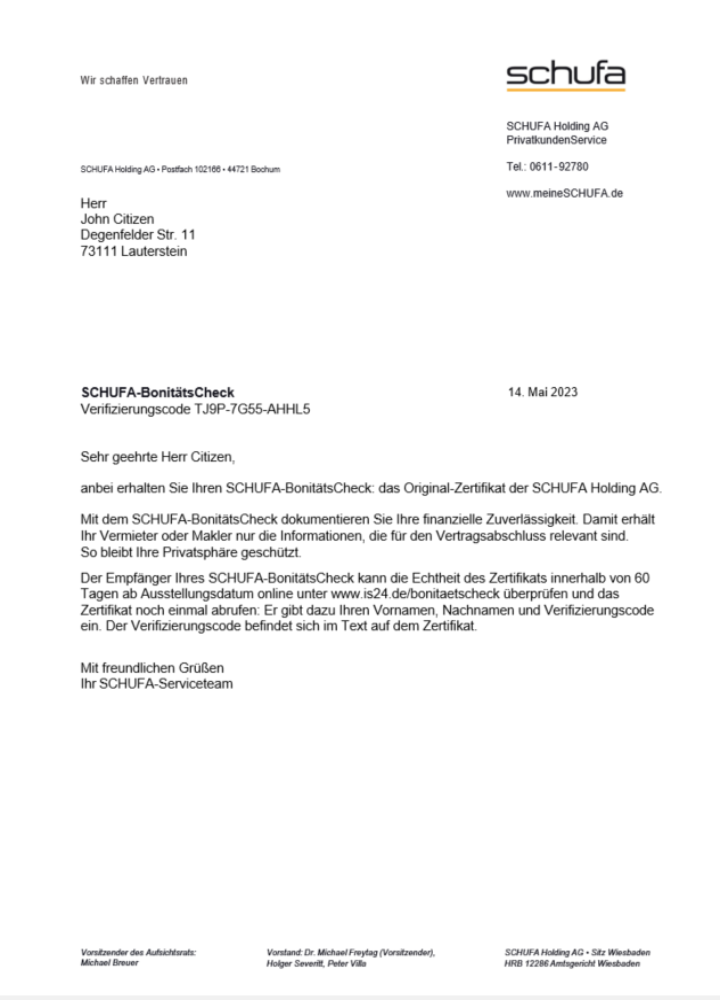 Wir schaffen Vertrauen
schufa
SCHUFA Holding AG
PrivatkundenService
Tel.: 0611-92780
www.meineSCHUFA.de
SCHUFA Holding AG • Postfach 102166 • 44721 Bochum
Herr
John Citizen
Degenfelder Str. 11
73111 Lauterstein
SCHUFA-BonitätsCheck
14. Mai 2023
Verifizierungscode TJ9P-7G55-AHHL5
Sehr geehrte Herr Citizen,
anbei erhalten Sie Ihren SCHUFA-BonitätsCheck: das Original-Zertifikat der SCHUFA Holding AG.
Mit dem SCHUFA-BonitätsCheck dokumentieren Sie Ihre finanzielle Zuverlässigkeit. Damit erhält
Ihr Vermieter oder Makler nur die Informationen, die für den Vertragsabschluss relevant sind.
So bleibt Ihre Privatsphäre geschützt.
Der Empfänger Ihres SCHUFA-BonitätsCheck kann die Echtheit des Zertifikats innerhalb von 60
Tagen ab Ausstellungsdatum online unter www.is24.de/bonitaetscheck überprüfen und das
Zertifikat noch einmal abrufen: Er gibt dazu Ihren Vornamen, Nachnamen und Verifizierungscode
ein. Der Verifizierungscode befindet sich im Text auf dem Zertifikat.
Mit freundlichen Grüßen
Ihr SCHUFA-Serviceteam
Vorsitzender des Aufsichtsrats:
Michael Breuer
Vorstand: Dr. Michael Freytag (Vorsitzender),
Holger Severitt, Peter Villa
SCHUFA Holding AG • Sitz Wiesbaden
HRB 12286 Amtsgericht Wiesbaden